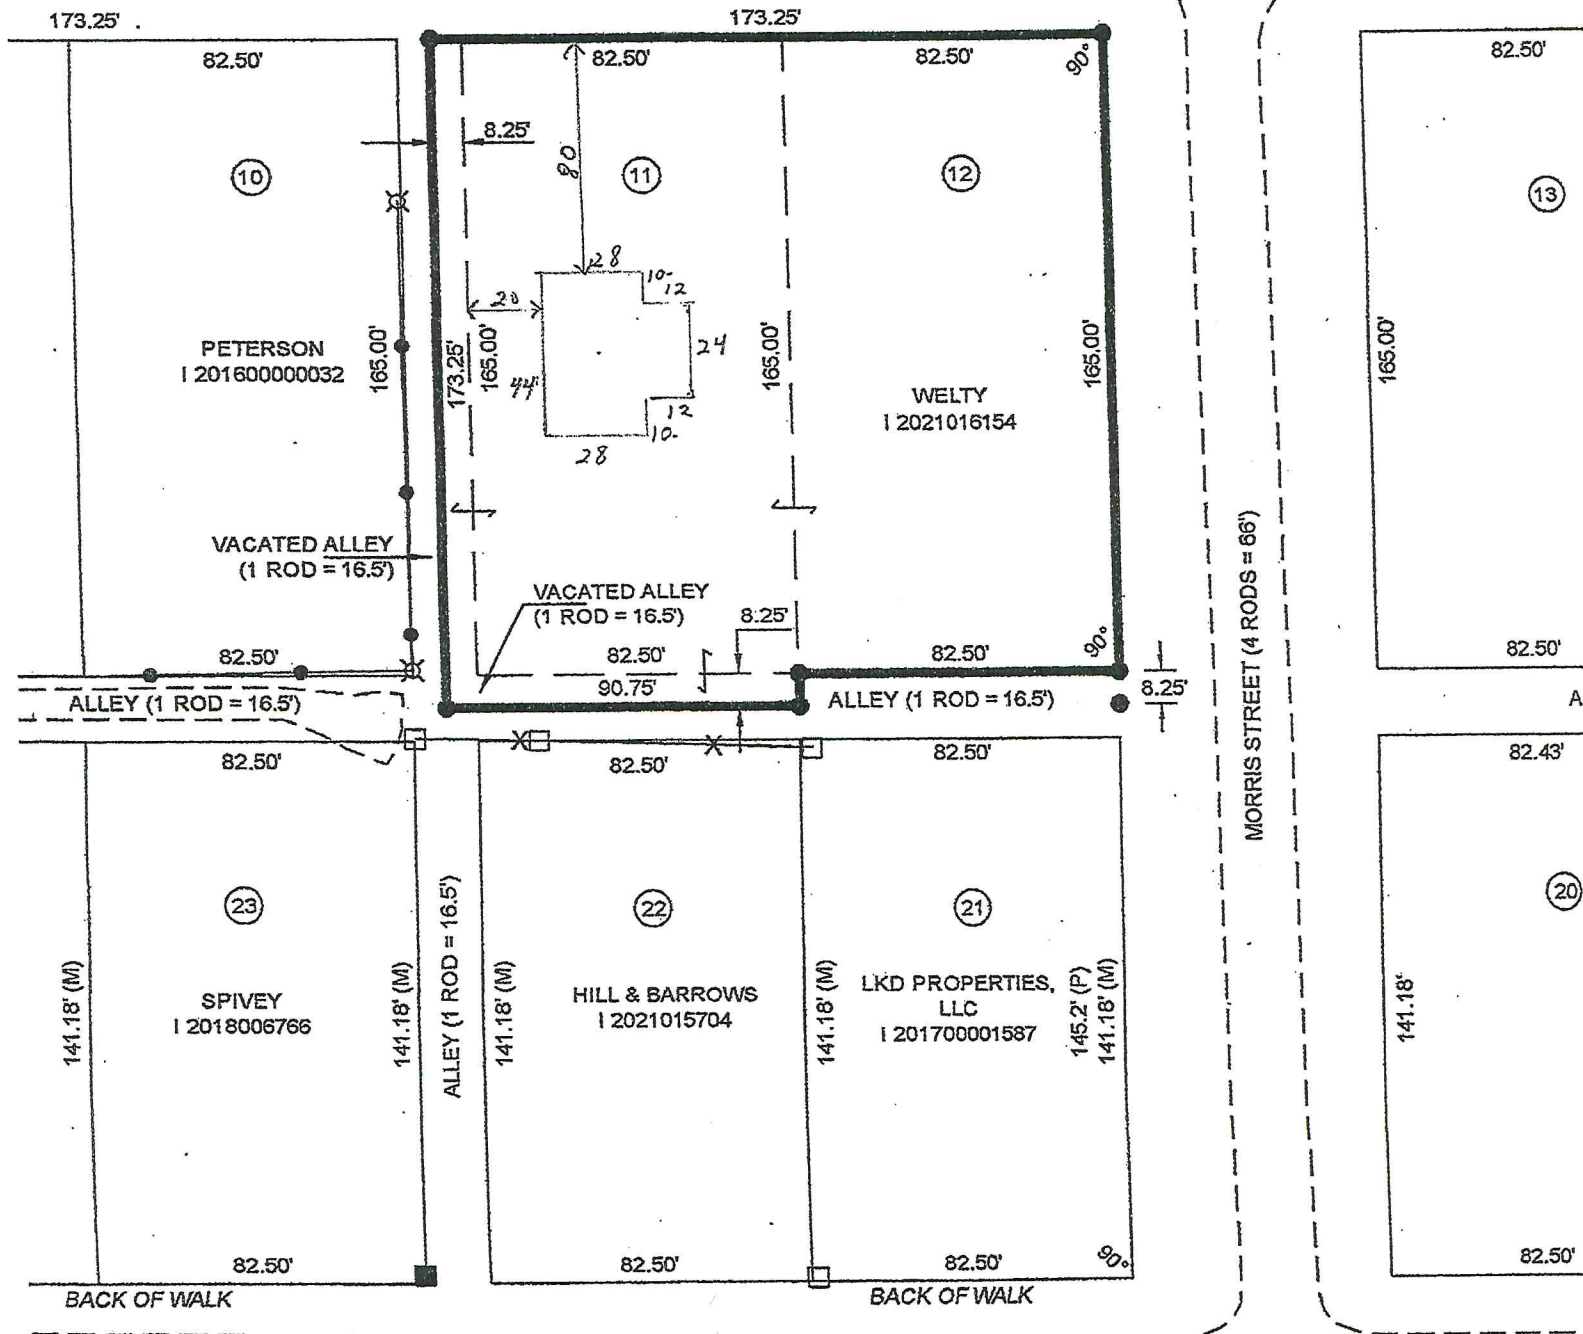 173.25'
173.25'
82.50'
82.50'
82.50'
90°
82.50'
8.25'
80
10
11
12
13
28
10-
12
20
24
44'
12
10-
28
PETERSON
I 201600000032
165.00'
173.25'
165.00'
165.00'
WELTY
I 2021016154
165.00'
165.00'
VACATED ALLEY
(1 ROD = 16.5')
VACATED ALLEY
(1 ROD = 16.5')
8.25'
MORRIS STREET (4 RODS = 66')
90°
82.50'
82.50'
82.50'
82.50'
90.75'
8.25'
ALLEY (1 ROD = 16.5')
ALLEY (1 ROD = 16.5')
A
82.50'
82.50'
82.50'
82.43'
23
22
21
20
ALLEY (1 ROD = 16.5')
141.18' (M)
SPIVEY
I 2018006766
141.18' (M)
141.18' (M)
HILL & BARROWS
I 2021015704
141.18' (M)
LKD PROPERTIES,
LLC
I 201700001587
145.2' (P)
141.18' (M)
141.18'
82.50'
82.50'
82.50'
90°
82.50'
BACK OF WALK
BACK OF WALK